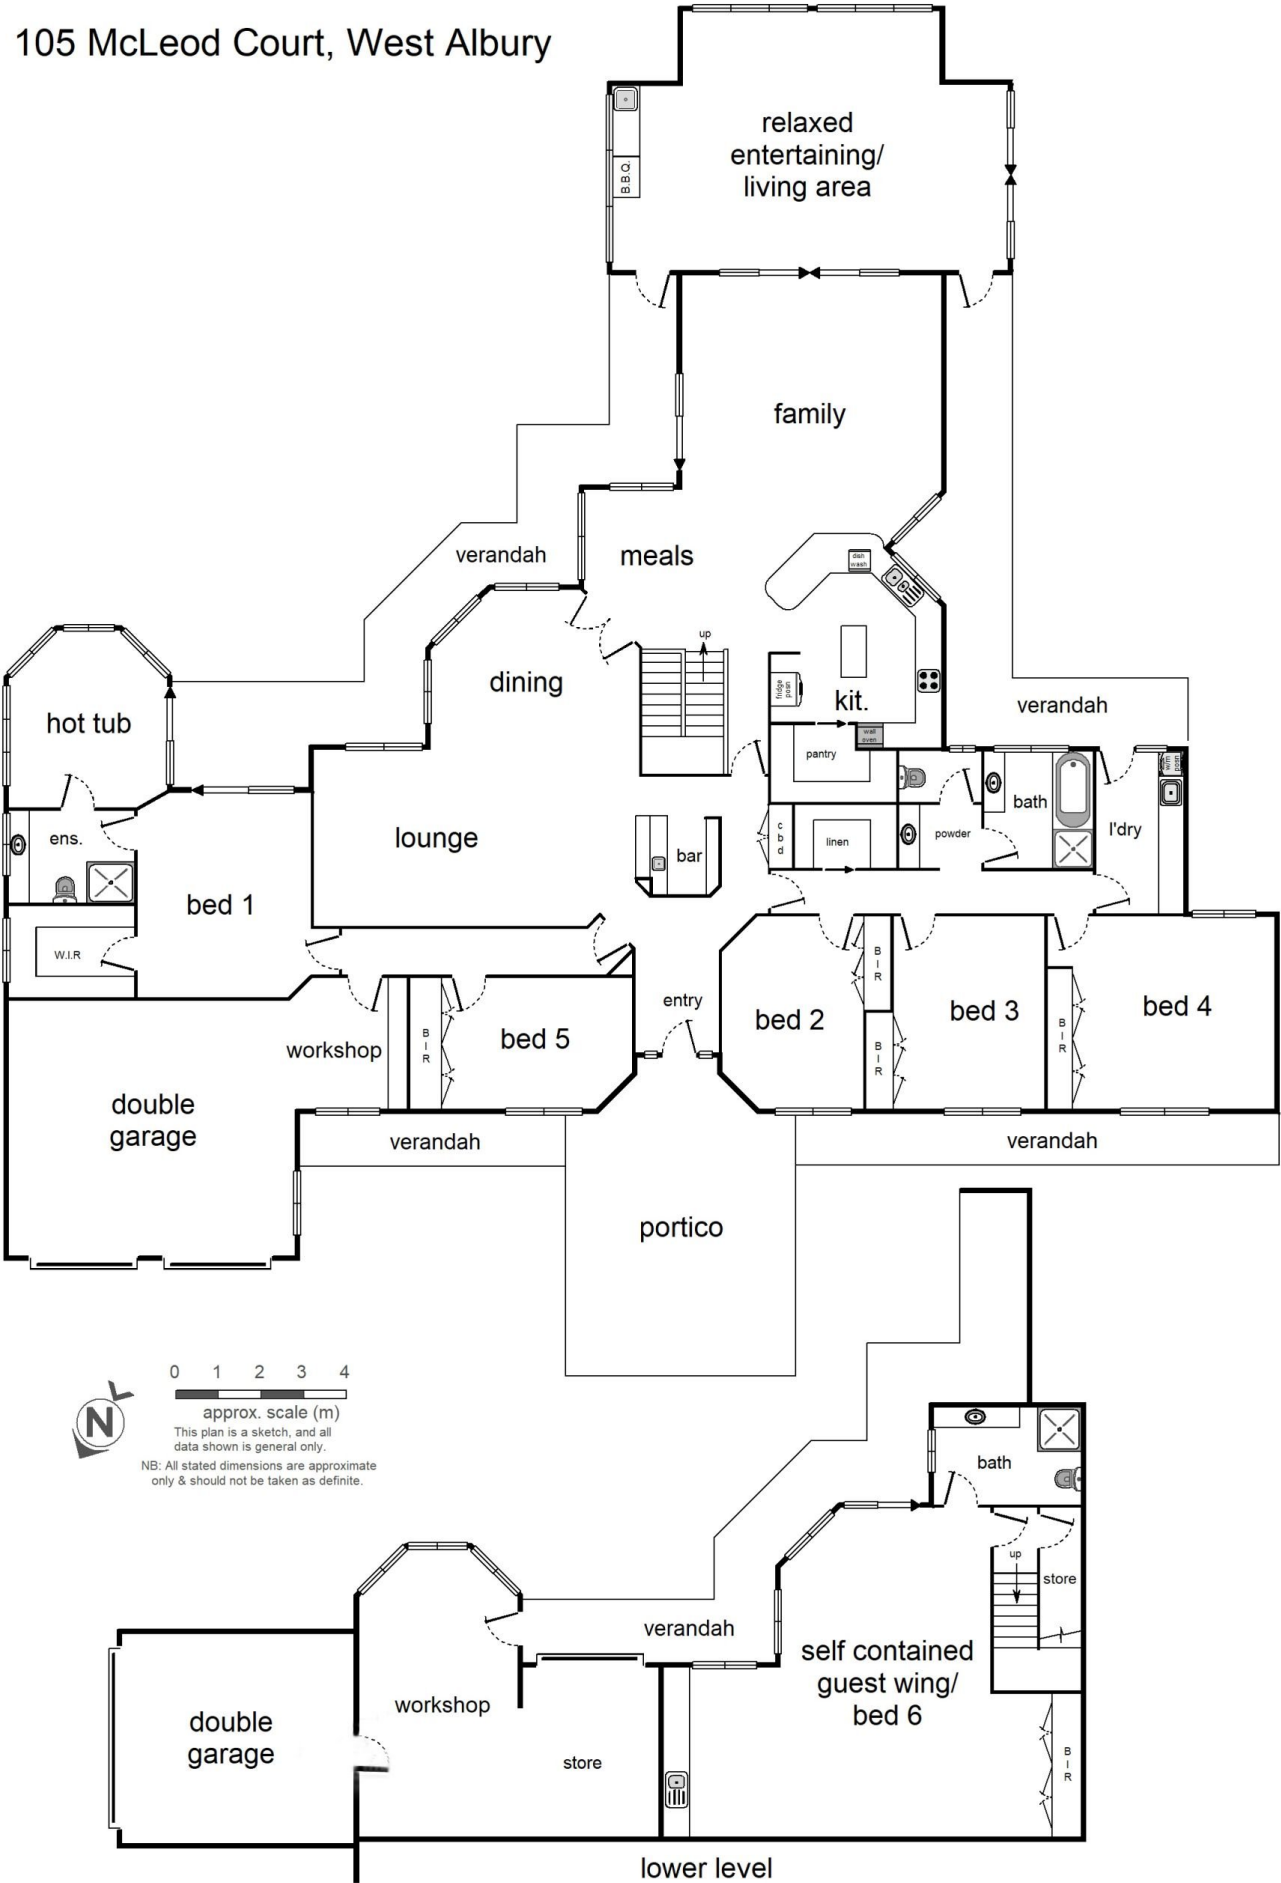 105 McLeod Court, West Albury
relaxed
entertaining/
living area
B.B.Q.
family
verandah
meals
dish
wash
up
dining
fridge
posn
kit.
verandah
hot tub
wall
oven
pantry
w/m
posn
bath
l'dry
ens.
lounge
bar
c
b
d
linen
powder
bed 1
W.I.R
B
I
R
entry
bed 2
bed 3
bed 4
workshop
B
I
R
bed 5
B
I
R
B
I
R
double
garage
verandah
verandah
portico
0 1 2 3 4
approx. scale (m)
N
This plan is a sketch, and all
data shown is general only.
NB: All stated dimensions are approximate
only & should not be taken as definite.
bath
up
store
verandah
self contained
guest wing/
bed 6
workshop
double
garage
store
B
I
R
lower level